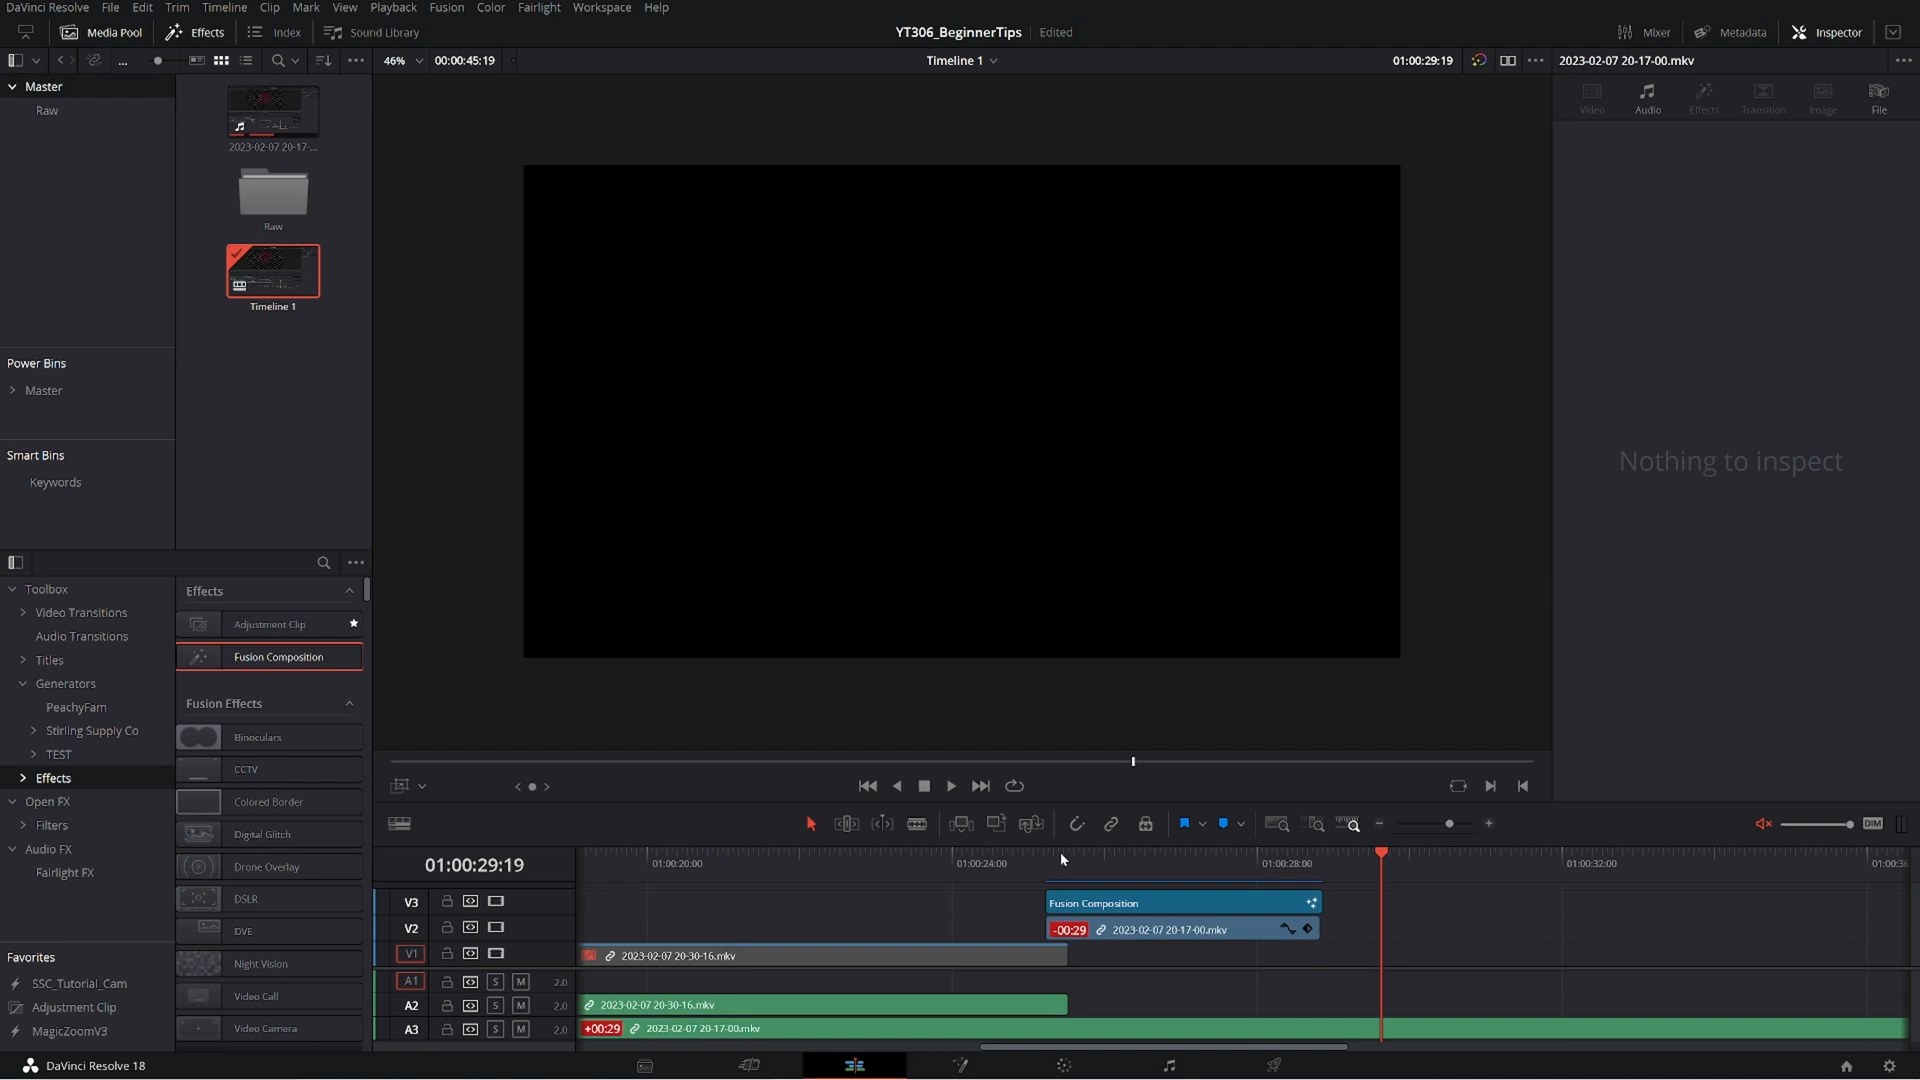 DaVinci Resolve File Edit Trim Timeline Clip Mark View Playback Fusion Color Fairlight Workspace Help
Media Pool Effects Index Sound Library YT306_BeginnerTips Edited Mixer Metadata Inspector
... 46% 00:00:45:19 Timeline 1 01:00:29:19 2023-02-07 20-17-00.mkv
Master
Raw
2023-02-07 20-17-...
Raw
Timeline 1
Video Audio Effects Transition Image File
Nothing to inspect
Power Bins
Master
Smart Bins
Keywords
Toolbox
Video Transitions
Audio Transitions
Titles
Generators
PeachyFam
Stirling Supply Co
TEST
Effects
Open FX
Filters
Audio FX
Fairlight FX
Favorites
SSC_Tutorial_Cam
Adjustment Clip
MagicZoomV3
Effects
Adjustment Clip
Fusion Composition
Fusion Effects
Binoculars
CCTV
Colored Border
Digital Glitch
Drone Overlay
DSLR
DVE
Night Vision
Video Call
Video Camera
DIM
01:00:29:19 01:00:20:00 01:00:24:00 01:00:28:00 01:00:32:00 01:00:36
V3 Fusion Composition
V2 -00:29 2023-02-07 20-17-00.mkv
V1 2023-02-07 20-30-16.mkv
A1 S M 2.0
A2 S M 2.0 2023-02-07 20-30-16.mkv
A3 S M 2.0 +00:29 2023-02-07 20-17-00.mkv
DaVinci Resolve 18